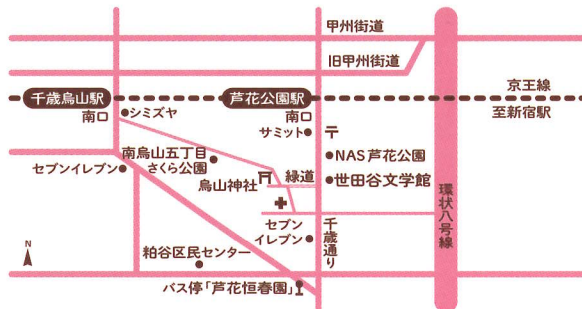 甲州街道
旧甲州街道
京王線
千歳烏山駅
芦花公園駅
至新宿駅
南口
シミズヤ
南口
サミット
〒
南烏山五丁目
さくら公園
NAS芦花公園
セブンイレブン
烏山神社
緑道
世田谷文学館
環状八号線
セブン
イレブン
千歳通り
N
粕谷区民センター
バス停「芦花恒春園」